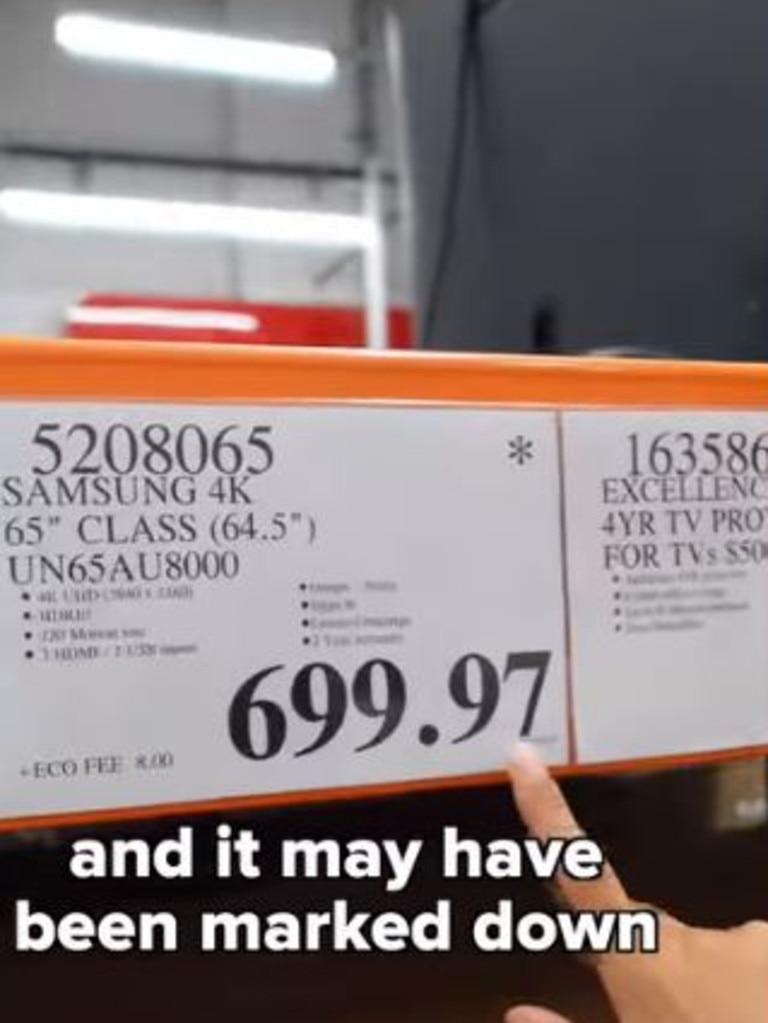 5208065
*
SAMSUNG 4K
65" CLASS (64.5")
UN65AU8000
699.97
+ECO FEE 8.00
163586
EXCELLENC
4YR TV PRO
FOR TVs $50
and it may have
been marked down